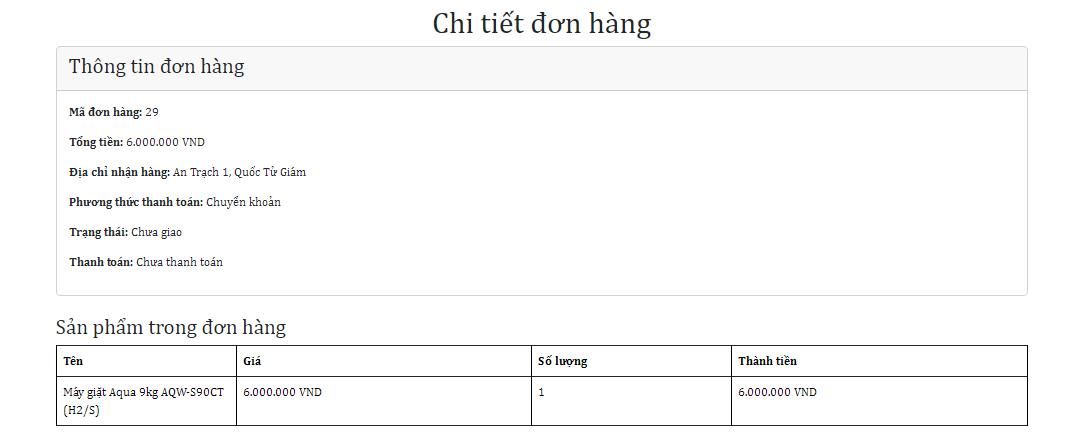 Chi tiết đơn hàng
Thông tin đơn hàng
Mã đơn hàng: 29
Tổng tiền: 6.000.000 VND
Địa chỉ nhận hàng: An Trạch 1, Quốc Tử Giám
Phương thức thanh toán: Chuyển khoản
Trạng thái: Chưa giao
Thanh toán: Chưa thanh toán
Sản phẩm trong đơn hàng
Tên Giá Số lượng Thành tiền
Máy giặt Aqua 9kg AQW-S90CT 6.000.000 VND 1 6.000.000 VND
(H2/S)